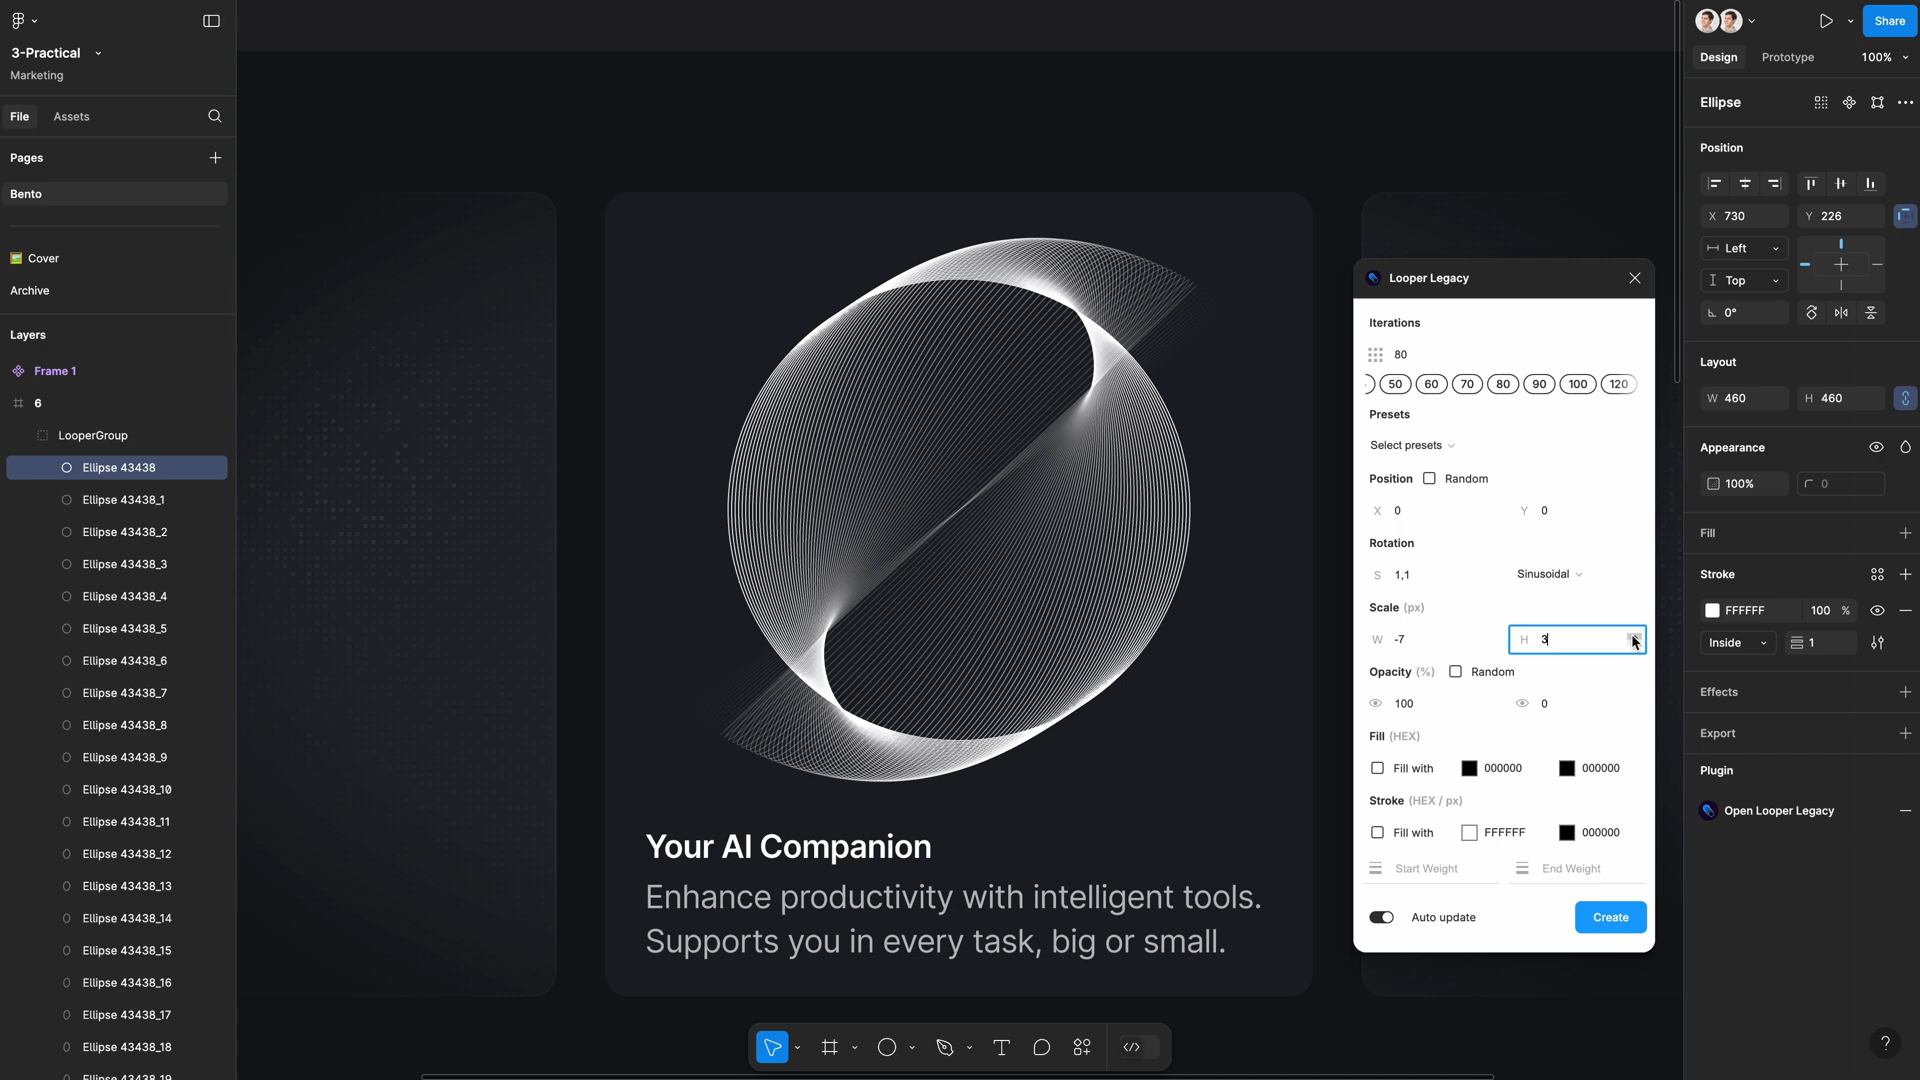 3-Practical
Marketing
File Assets
Pages
Bento
Cover
Archive
Layers
Frame 1
6
LooperGroup
Ellipse 43438
Ellipse 43438_1
Ellipse 43438_2
Ellipse 43438_3
Ellipse 43438_4
Ellipse 43438_5
Ellipse 43438_6
Ellipse 43438_7
Ellipse 43438_8
Ellipse 43438_9
Ellipse 43438_10
Ellipse 43438_11
Ellipse 43438_12
Ellipse 43438_13
Ellipse 43438_14
Ellipse 43438_15
Ellipse 43438_16
Ellipse 43438_17
Ellipse 43438_18
Ellipse 43438_19
Your AI Companion
Enhance productivity with intelligent tools.
Supports you in every task, big or small.
Looper Legacy
Iterations
80
50 60 70 80 90 100 120
Presets
Select presets
Position Random
X 0 Y 0
Rotation
S 1,1 Sinusoidal
Scale (px)
W -7 H 3
Opacity (%) Random
100 0
Fill (HEX)
Fill with 000000 000000
Stroke (HEX / px)
Fill with FFFFFF 000000
Start Weight End Weight
Auto update Create
Share
Design Prototype 100%
Ellipse
Position
X 730 Y 226
Left
Top
0°
Layout
W 460 H 460
Appearance
100% 0
Fill
Stroke
FFFFFF 100 %
Inside 1
Effects
Export
Plugin
Open Looper Legacy
?